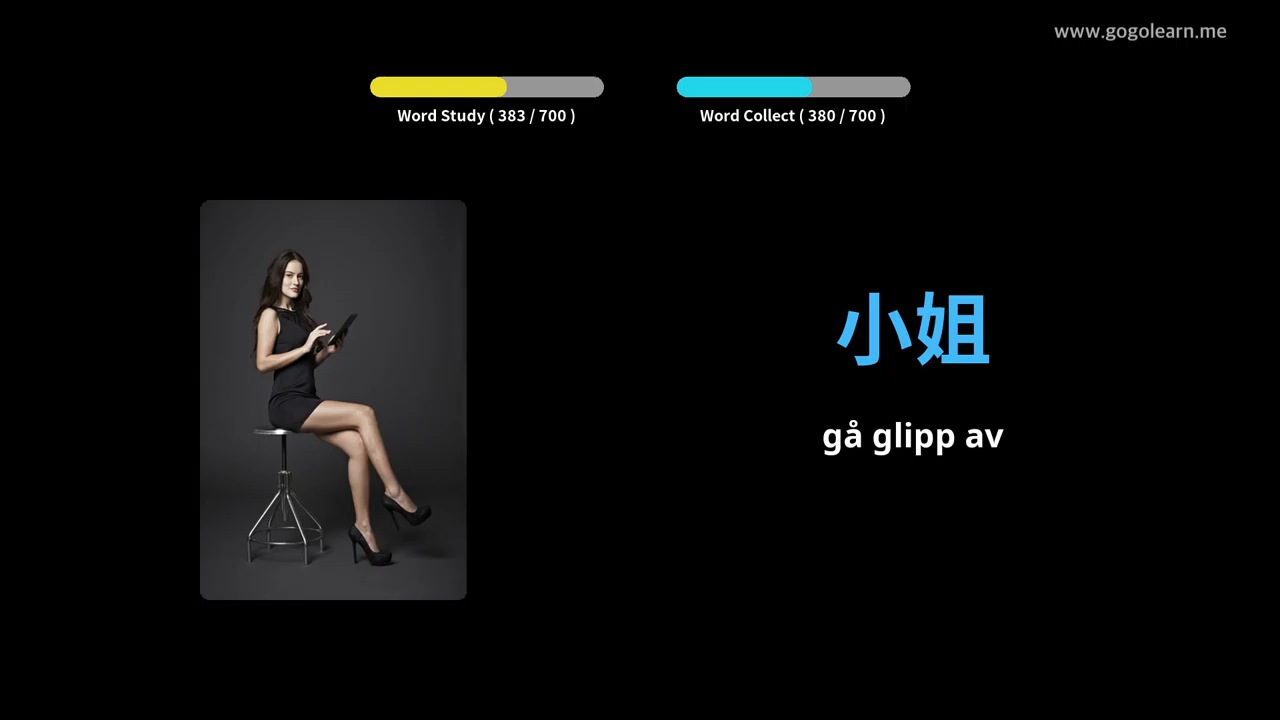 www.gogolearn.me
Word Study ( 383 / 700 )
Word Collect ( 380 / 700 )
小姐
gå glipp av